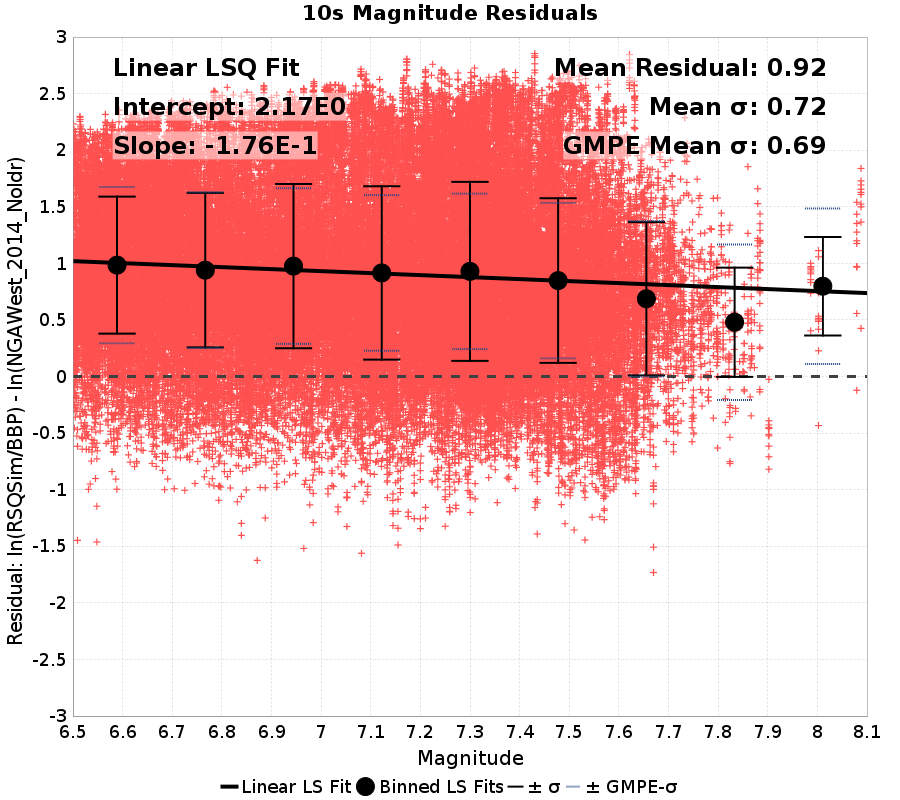 10s Magnitude Residuals
Linear LSQ Fit
Intercept: 2.17E0
Slope: -1.76E-1
Mean Residual: 0.92
Mean σ: 0.72
GMPE Mean σ: 0.69
Residual: ln(RSQSim/BBP) - ln(NGAWest_2014_NoIdr)
3
2.5
2
1.5
1
0.5
0
-0.5
-1
-1.5
-2
-2.5
-3
6.5 6.6 6.7 6.8 6.9 7 7.1 7.2 7.3 7.4 7.5 7.6 7.7 7.8 7.9 8 8.1
Magnitude
Linear LS Fit Binned LS Fits ± σ ± GMPE-σ